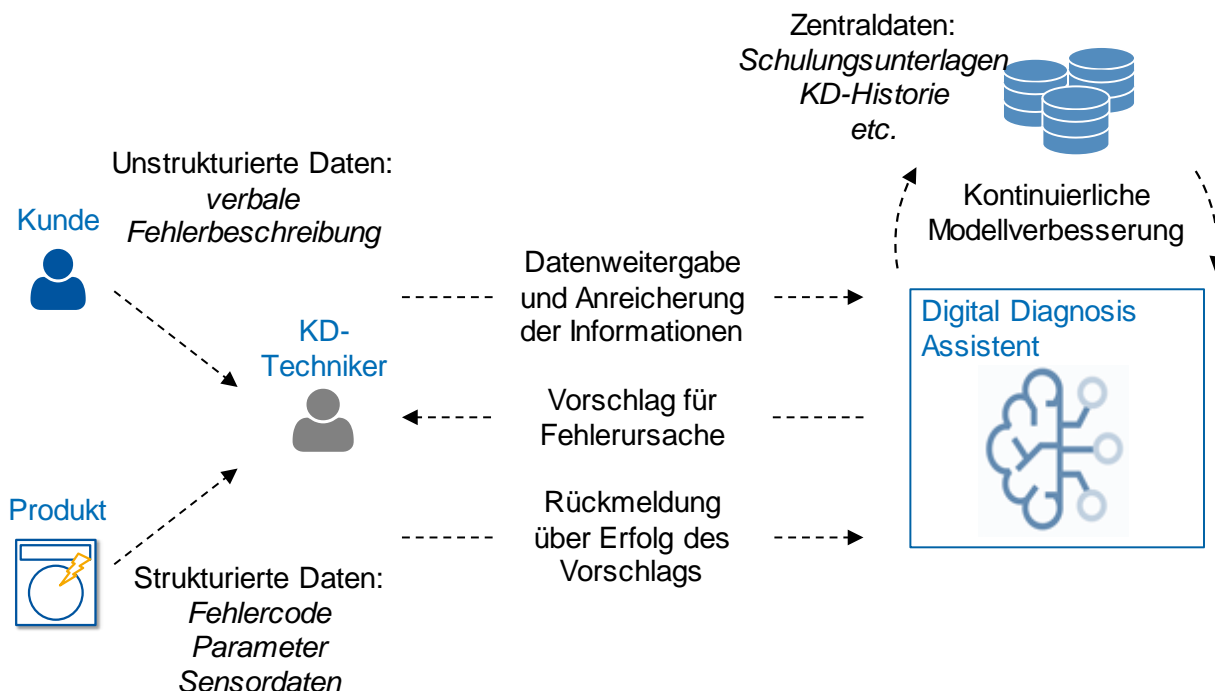 Zentraldaten:
Schulungsunterlagen
KD-Historie
etc.
Unstrukturierte Daten:
verbale
Fehlerbeschreibung
Kunde
Kontinuierliche
Modellverbesserung
Datenweitergabe
und Anreicherung
der Informationen
KD-
Techniker
Digital Diagnosis
Assistent
Vorschlag für
Fehlerursache
Produkt
Rückmeldung
über Erfolg des
Vorschlags
Strukturierte Daten:
Fehlercode
Parameter
Sensordaten